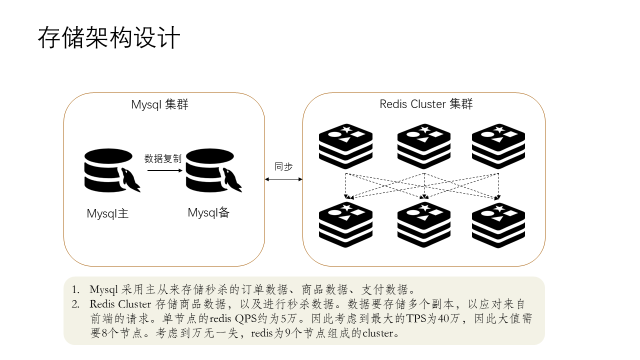 存储架构设计
Mysql 集群
Redis Cluster 集群
数据复制
同步
Mysql主
Mysql备
1. Mysql 采用主从来存储秒杀的订单数据、商品数据、支付数据。
2. Redis Cluster 存储商品数据，以及进行秒杀数据。数据要存储多个副本，以应对来自
前端的请求。单节点的redis QPS约为5万。因此考虑到最大的TPS为40万，因此大值需
要8个节点。考虑到万无一失，redis为9个节点组成的cluster。